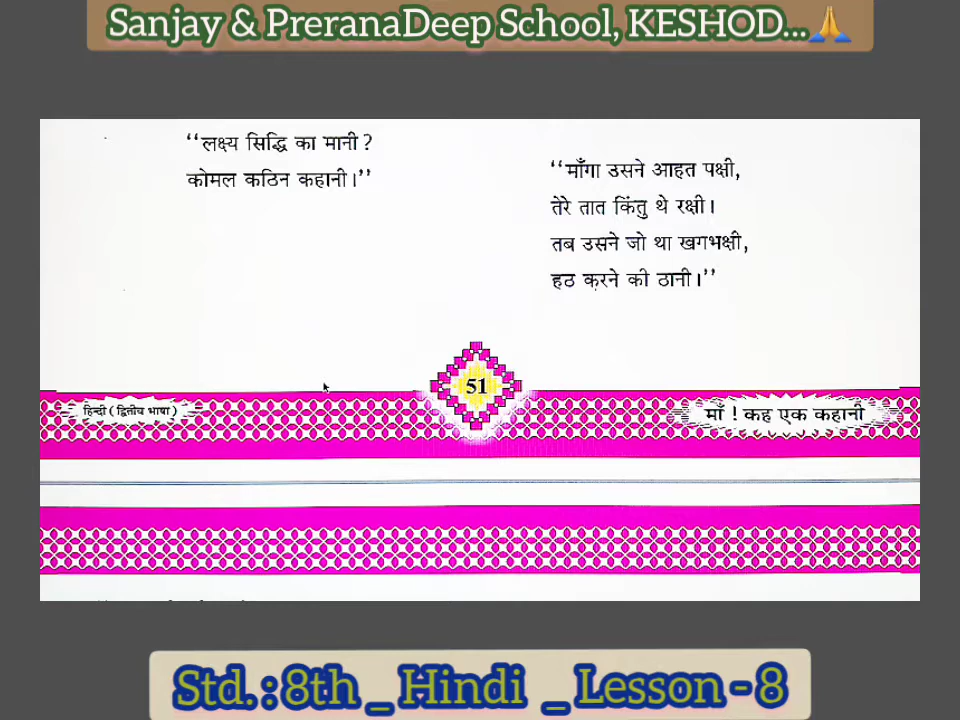 Sanjay & PreranaDeep School, KESHOD...🙏
‘‘लक्ष्य सिद्धि का मानी ?
कोमल कठिन कहानी।’’
‘‘माँगा उसने आहत पक्षी,
तेरे तात किंतु थे रक्षी।
तब उसने जो था खगभक्षी,
हठ करने की ठानी।’’
51
हिन्दी ( द्वितीय भाषा )
माँ ! कह एक कहानी
Std. : 8th _ Hindi _ Lesson - 8